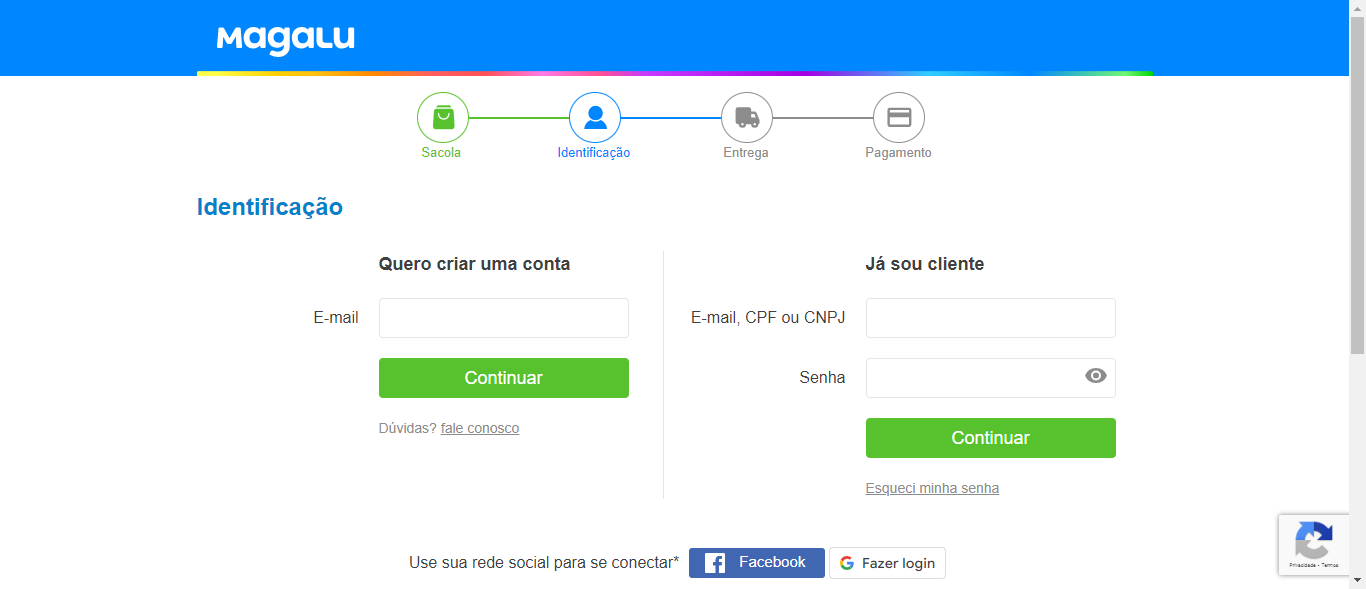 Magalu
Sacola
Identificação
Entrega
Pagamento
Identificação
Quero criar uma conta
E-mail
Continuar
Dúvidas? fale conosco
Já sou cliente
E-mail, CPF ou CNPJ
Senha
Continuar
Esqueci minha senha
Use sua rede social para se conectar*
Facebook
Fazer login
Privacidade - Termos